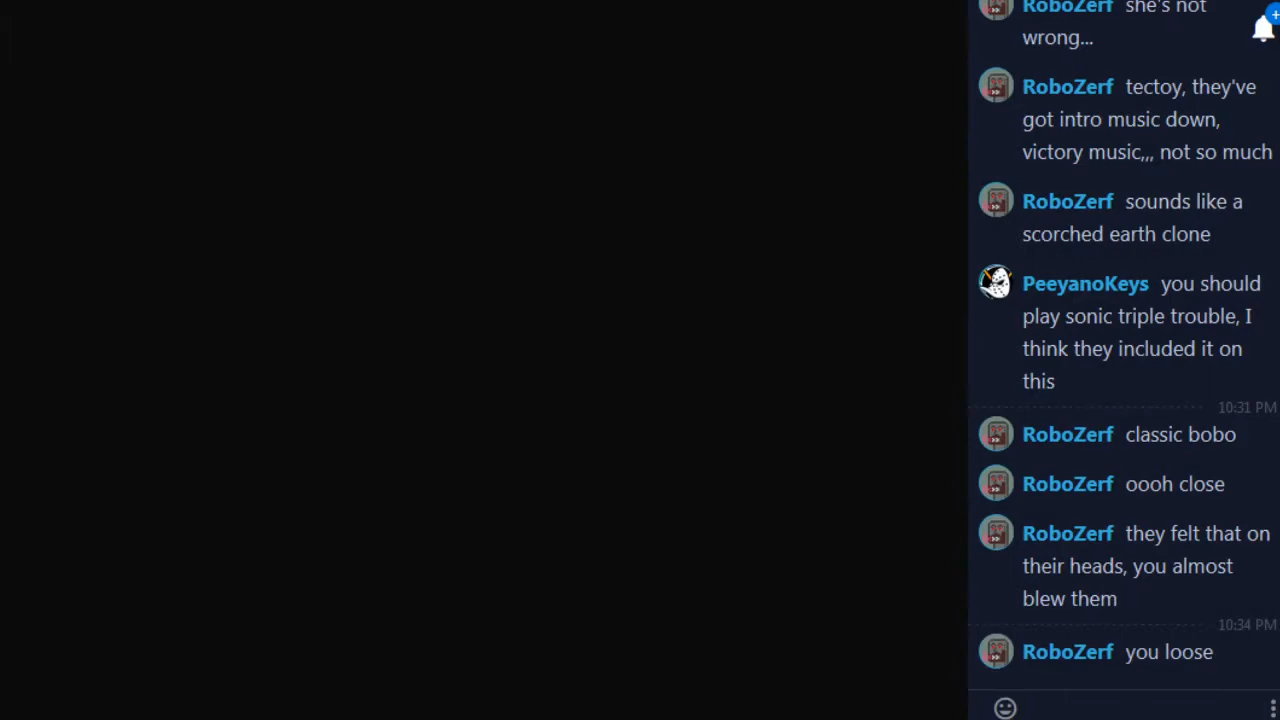 RoboZerf she's not
wrong...
RoboZerf tectoy, they've
got intro music down,
victory music,,, not so much
RoboZerf sounds like a
scorched earth clone
PeeyanoKeys you should
play sonic triple trouble, I
think they included it on
this
10:31 PM
RoboZerf classic bobo
RoboZerf oooh close
RoboZerf they felt that on
their heads, you almost
blew them
10:34 PM
RoboZerf you loose